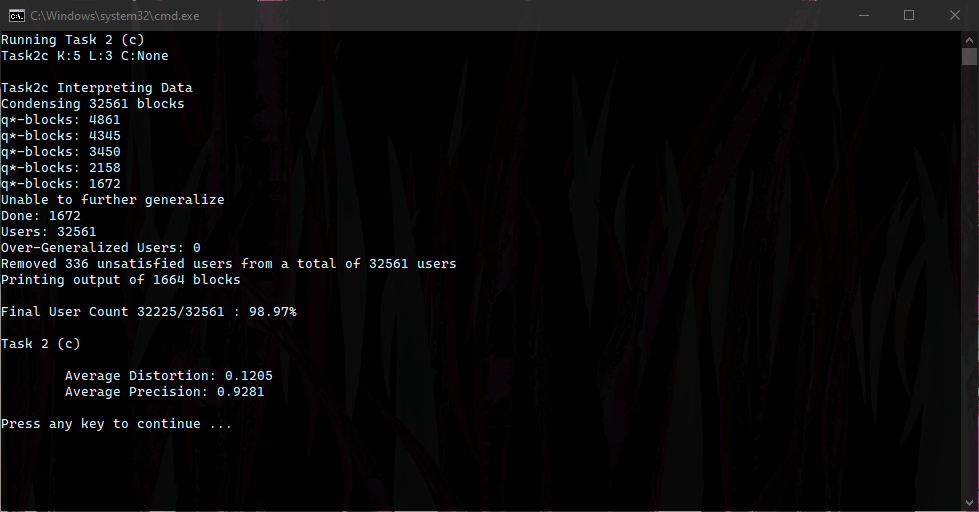 C:\Windows\system32\cmd.exe
Running Task 2 (c)
Task2c K:5 L:3 C:None
Task2c Interpreting Data
Condensing 32561 blocks
q*-blocks: 4861
q*-blocks: 4345
q*-blocks: 3450
q*-blocks: 2158
q*-blocks: 1672
Unable to further generalize
Done: 1672
Users: 32561
Over-Generalized Users: 0
Removed 336 unsatisfied users from a total of 32561 users
Printing output of 1664 blocks
Final User Count 32225/32561 : 98.97%
Task 2 (c)
Average Distortion: 0.1205
Average Precision: 0.9281
Press any key to continue ...